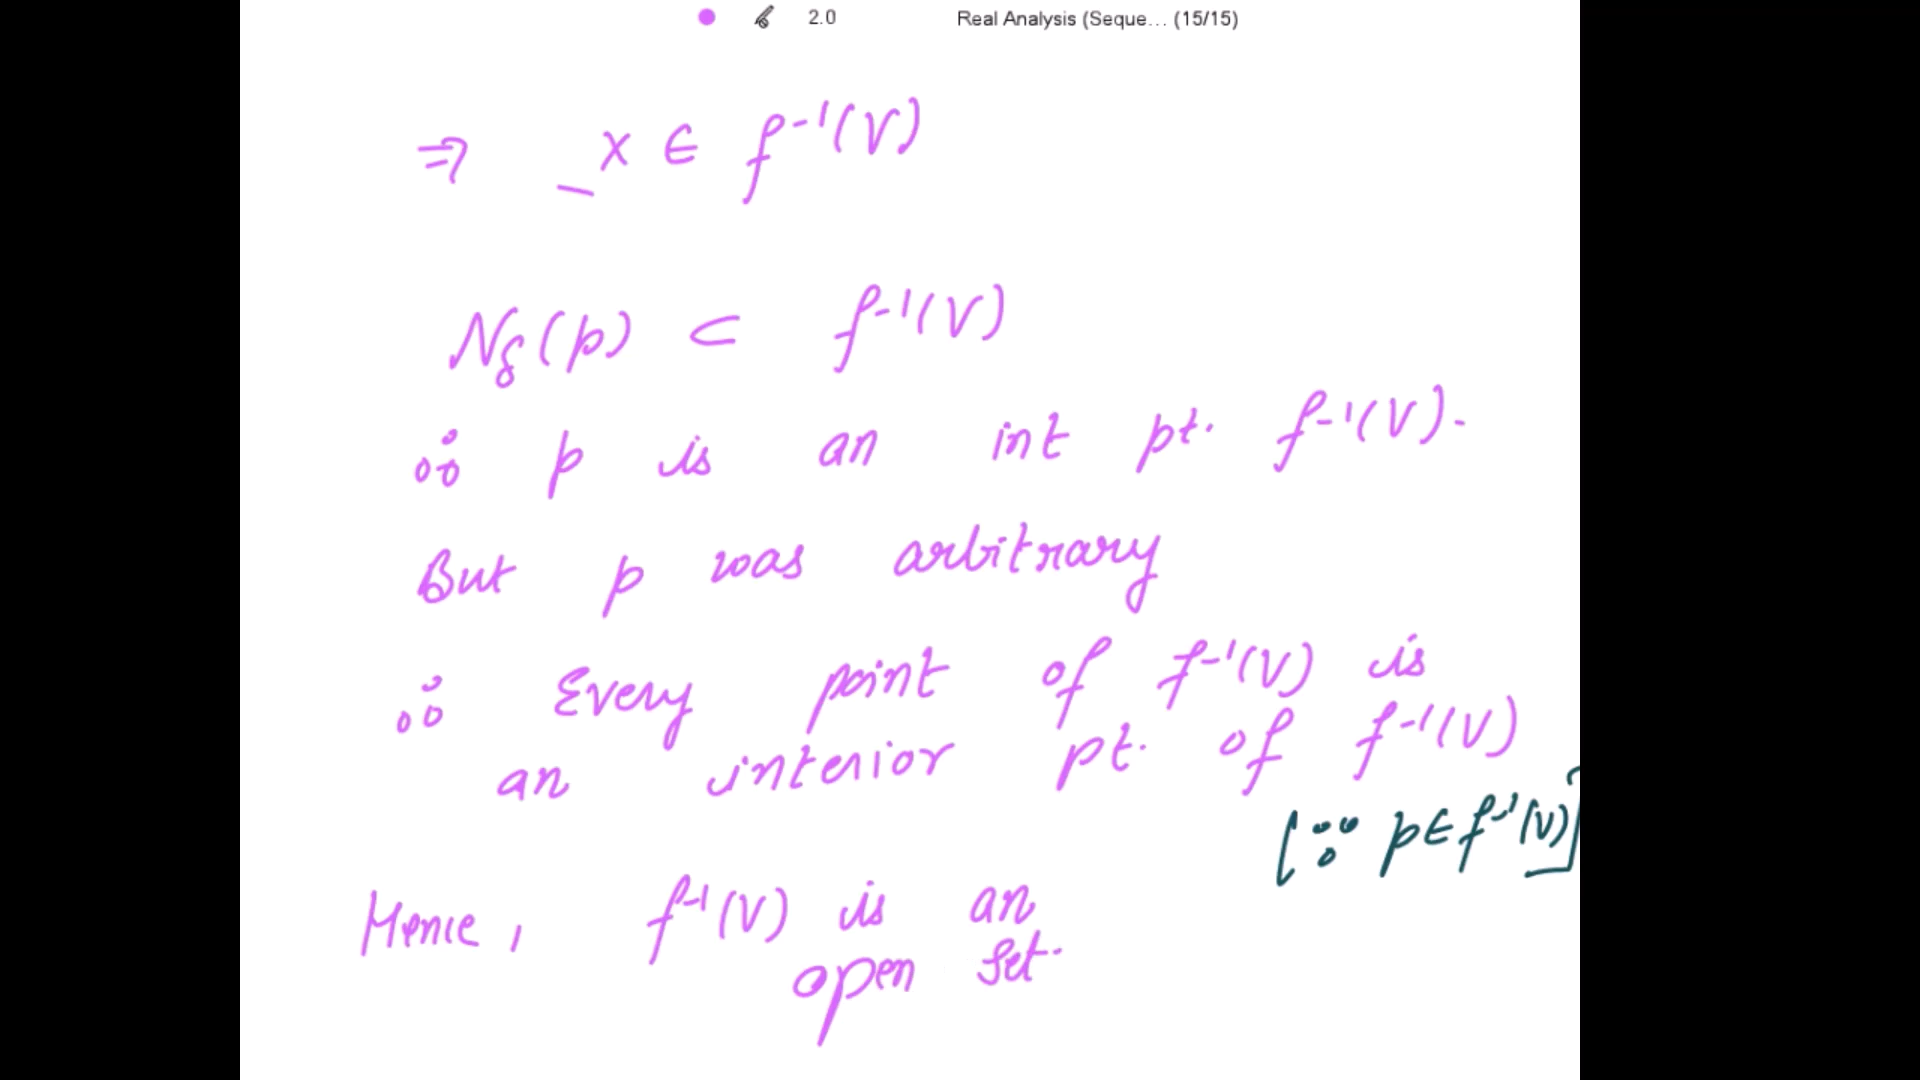 2.0 Real Analysis (Seque... (15/15)
⇒ _x ∈ f⁻¹(V)
N_δ(p) ⊂ f⁻¹(V)
∴ p is an int pt. f⁻¹(V).
But p was arbitrary
∴ Every point of f⁻¹(V) is
an interior pt. of f⁻¹(V)
[∵ p∈f⁻¹(V)]
Hence, f⁻¹(V) is an
open set.